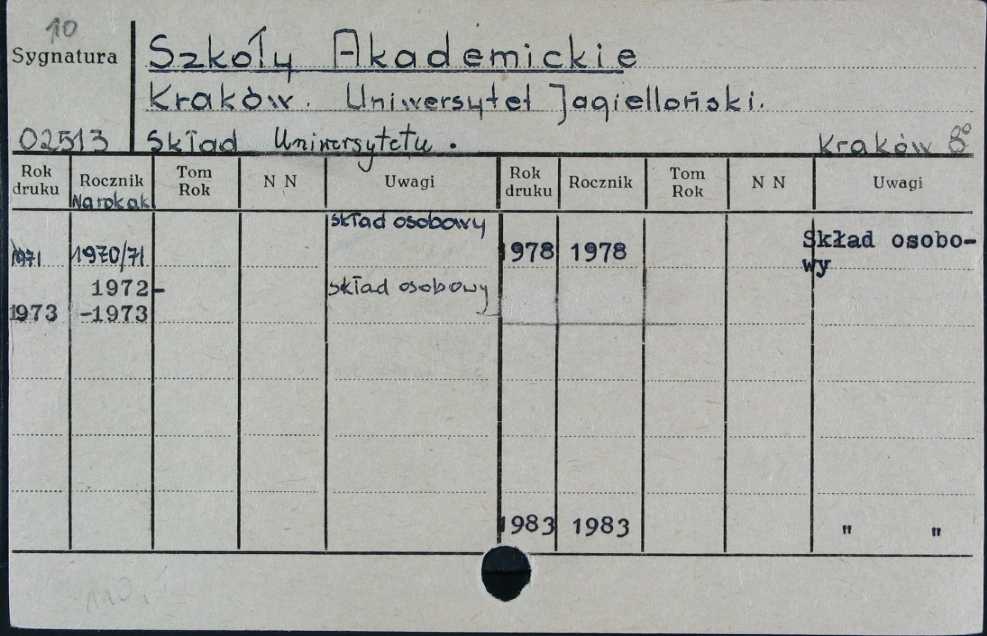 10
Sygnatura
Szkoły Akademickie
Kraków. Uniwersytet Jagielloński.
02513 Skład Uniwersytetu. Kraków 8°
Rok druku Rocznik Tom Rok N N Uwagi Rok druku Rocznik Tom Rok N N Uwagi
Na rok ak
skład osobowy
1971 1970/71 1978 1978 Skład osobo-
wy
1972- skład osobowy
1973 -1973
1983 1983 " "